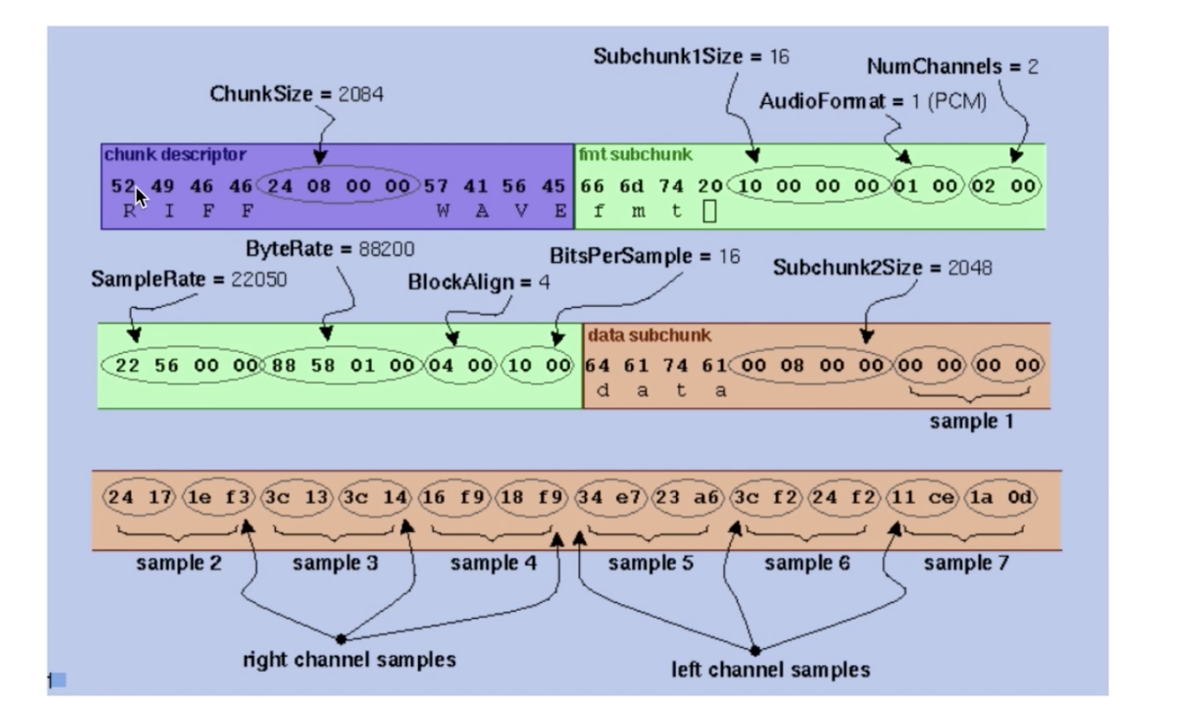 Subchunk1Size = 16
NumChannels = 2
ChunkSize = 2084
AudioFormat = 1 (PCM)
chunk descriptor
fmt subchunk
52 49 46 46 24 08 00 00 57 41 56 45 66 6d 74 20 10 00 00 00 01 00 02 00
R I F F W A V E f m t
ByteRate = 88200
BitsPerSample = 16
SampleRate = 22050
BlockAlign = 4
Subchunk2Size = 2048
data subchunk
22 56 00 00 88 58 01 00 04 00 10 00 64 61 74 61 00 08 00 00 00 00 00 00
d a t a
sample 1
24 17 1e f3 3c 13 3c 14 16 f9 18 f9 34 e7 23 a6 3c f2 24 f2 11 ce 1a 0d
sample 2 sample 3 sample 4 sample 5 sample 6 sample 7
right channel samples
left channel samples